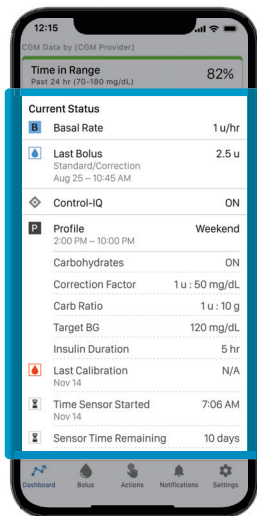 12:15
CGM Data by [CGM Provider]
Time in Range 82%
Past 24 hr (70-180 mg/dL)
Current Status
B Basal Rate 1 u/hr
Last Bolus 2.5 u
Standard/Correction
Aug 25 – 10:45 AM
Control-IQ ON
P Profile Weekend
2:00 PM – 10:00 PM
Carbohydrates ON
Correction Factor 1 u : 50 mg/dL
Carb Ratio 1 u : 10 g
Target BG 120 mg/dL
Insulin Duration 5 hr
Last Calibration N/A
Nov 14
Time Sensor Started 7:06 AM
Nov 14
Sensor Time Remaining 10 days
Dashboard Bolus Actions Notifications Settings